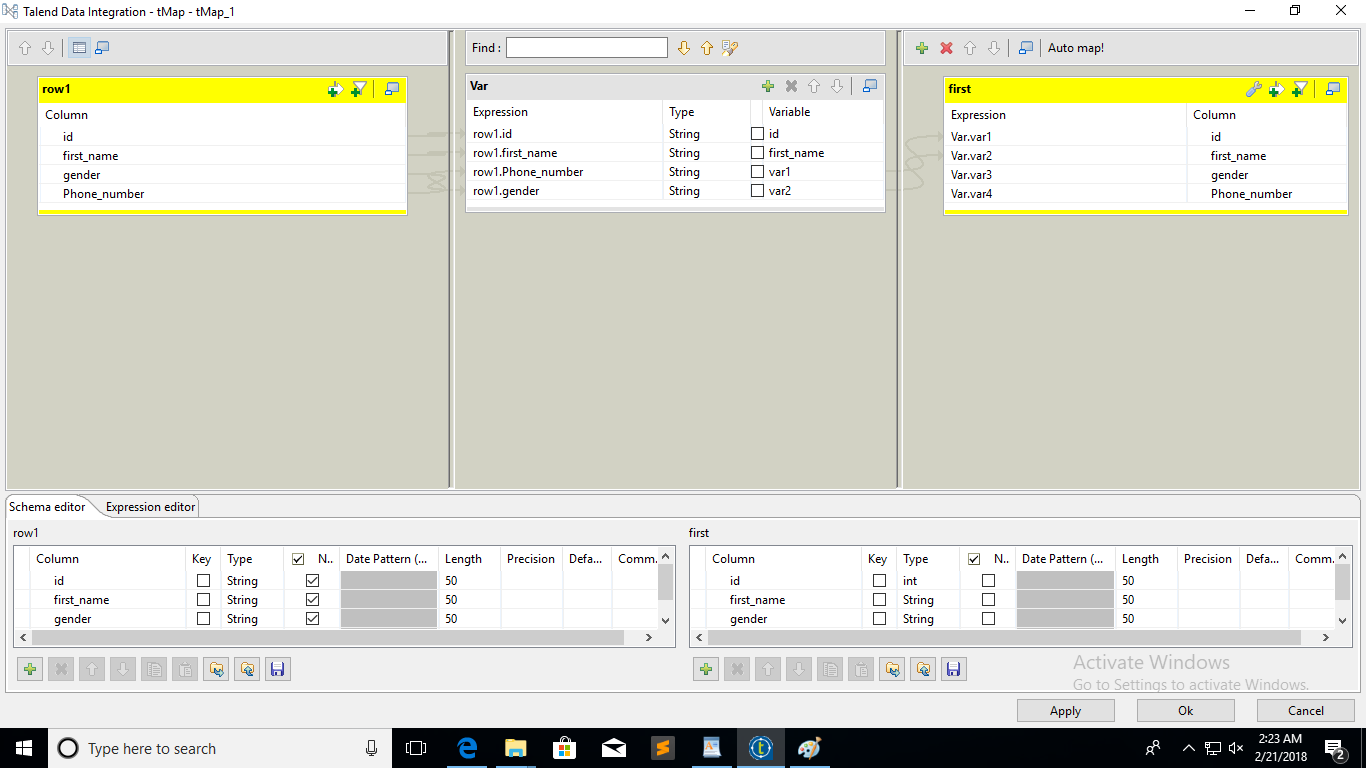 Talend Data Integration - tMap - tMap_1
Find :
Auto map!
row1
Column
id
first_name
gender
Phone_number
Var
Expression Type Variable
row1.id String id
row1.first_name String first_name
row1.Phone_number String var1
row1.gender String var2
first
Expression Column
Var.var1 id
Var.var2 first_name
Var.var3 gender
Var.var4 Phone_number
Schema editor Expression editor
row1
Column Key Type N.. Date Pattern (... Length Precision Defa... Comm.
id String 50
first_name String 50
gender String 50
first
Column Key Type N.. Date Pattern (... Length Precision Defa... Comm.
id int 50
first_name String 50
gender String 50
Activate Windows
Go to Settings to activate Windows.
Apply Ok Cancel
Type here to search
2:23 AM
2/21/2018
2